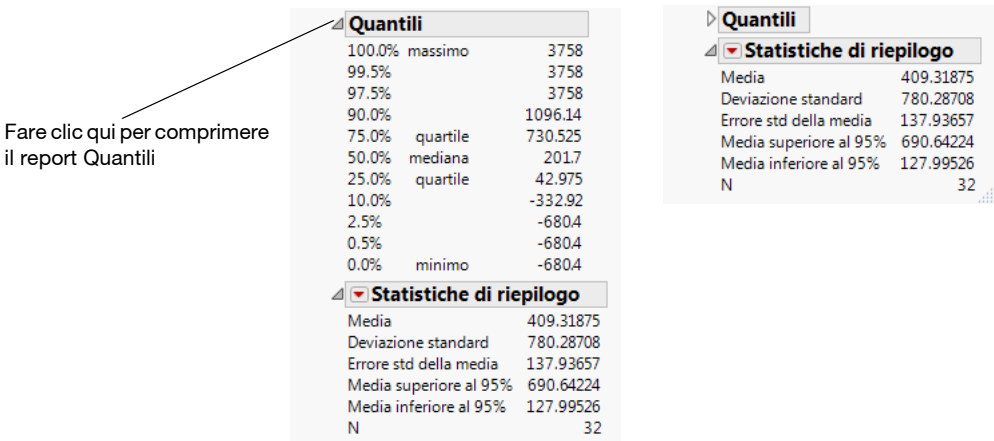 Fare clic qui per comprimere
il report Quantili
Quantili
100.0% massimo 3758
99.5% 3758
97.5% 3758
90.0% 1096.14
75.0% quartile 730.525
50.0% mediana 201.7
25.0% quartile 42.975
10.0% -332.92
2.5% -680.4
0.5% -680.4
0.0% minimo -680.4
Statistiche di riepilogo
Media 409.31875
Deviazione standard 780.28708
Errore std della media 137.93657
Media superiore al 95% 690.64224
Media inferiore al 95% 127.99526
N 32
Quantili
Statistiche di riepilogo
Media 409.31875
Deviazione standard 780.28708
Errore std della media 137.93657
Media superiore al 95% 690.64224
Media inferiore al 95% 127.99526
N 32